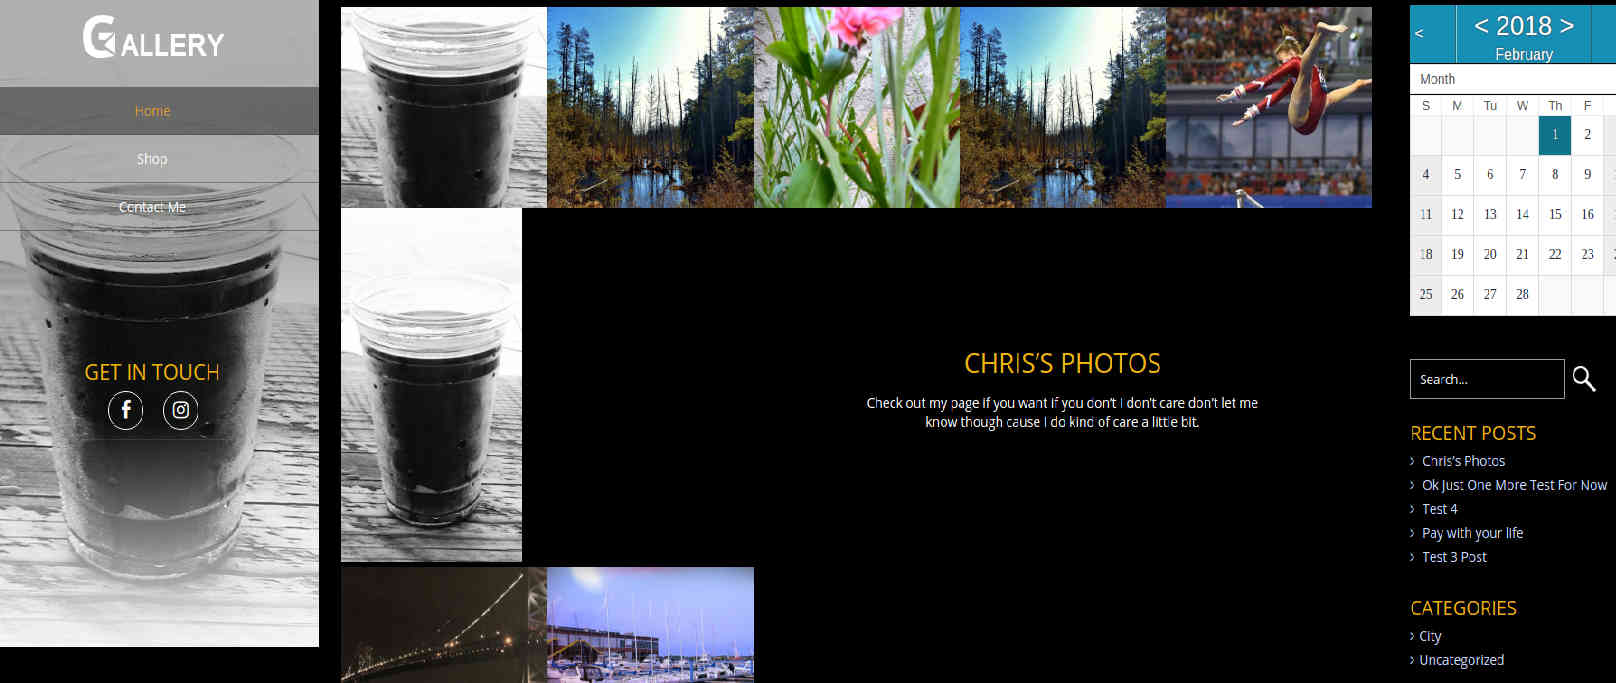 GALLERY
Home
Shop
Contact Me
GET IN TOUCH
CHRIS'S PHOTOS
Check out my page if you want if you don't I don't care don't let me
know though cause I do kind of care a little bit.
<
< 2018 >
February
Month
S M Tu W Th F
1 2
4 5 6 7 8 9
11 12 13 14 15 16
18 19 20 21 22 23
25 26 27 28
Search...
RECENT POSTS
› Chris's Photos
› Ok Just One More Test For Now
› Test 4
› Pay with your life
› Test 3 Post
CATEGORIES
› City
› Uncategorized